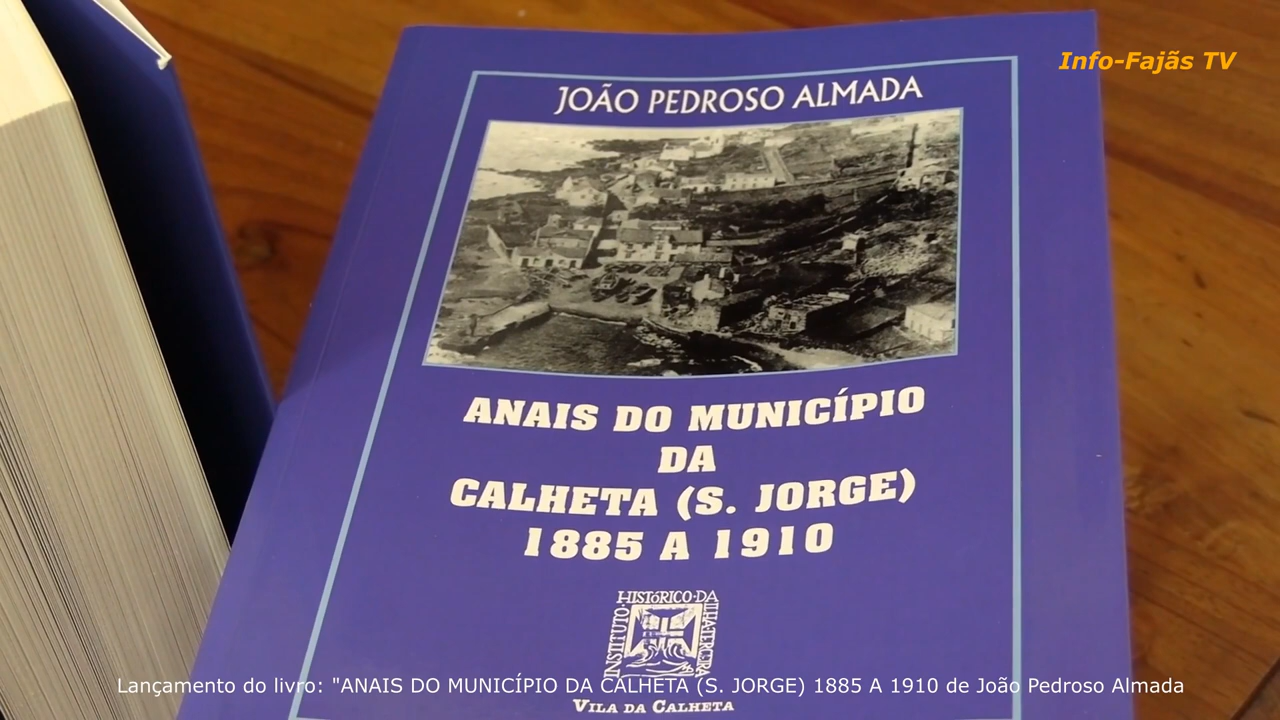 Info-Fajãs TV
JOÃO PEDROSO ALMADA
ANAIS DO MUNICÍPIO
DA
CALHETA (S. JORGE)
1885 A 1910
INSTITUTO·HISTÓRICO·DA
ILHA·TERCEIRA
Lançamento do livro: "ANAIS DO MUNICÍPIO DA CALHETA (S. JORGE) 1885 A 1910 de João Pedroso Almada
VILA DA CALHETA